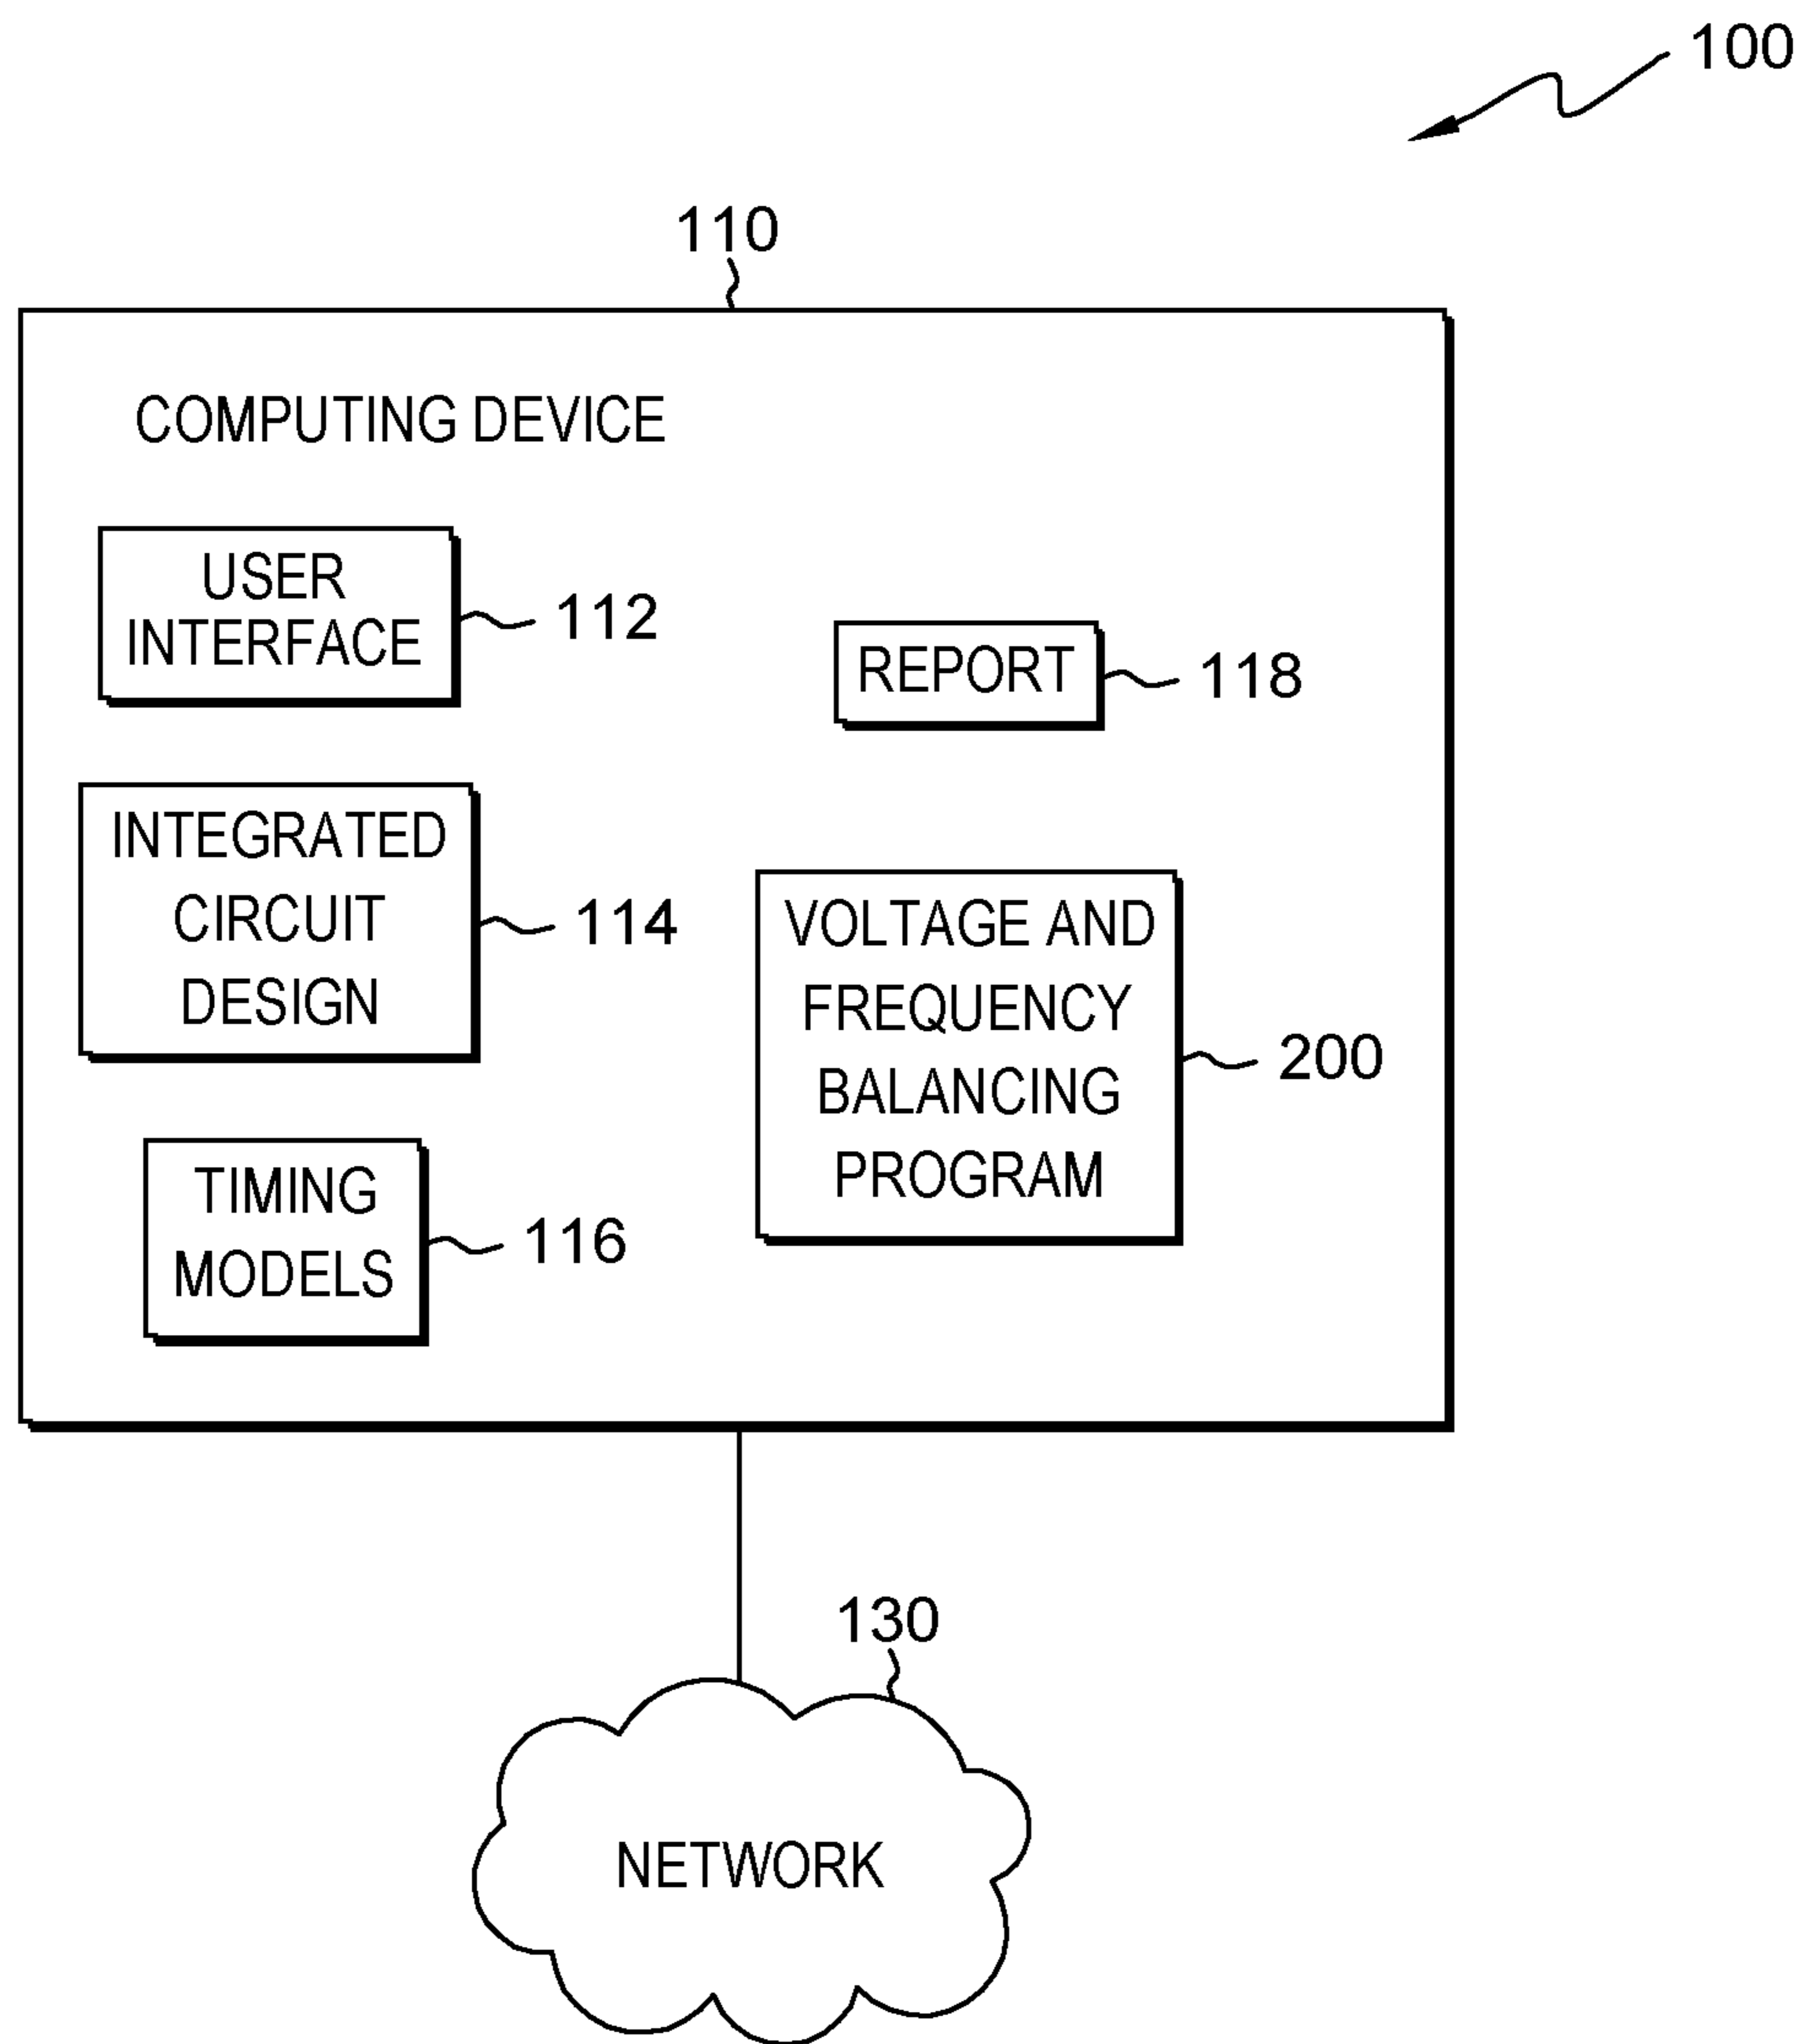 100
110
COMPUTING DEVICE
USER
INTERFACE
112
REPORT
118
INTEGRATED
CIRCUIT
DESIGN
114
VOLTAGE AND
FREQUENCY
BALANCING
PROGRAM
200
TIMING
MODELS
116
130
NETWORK